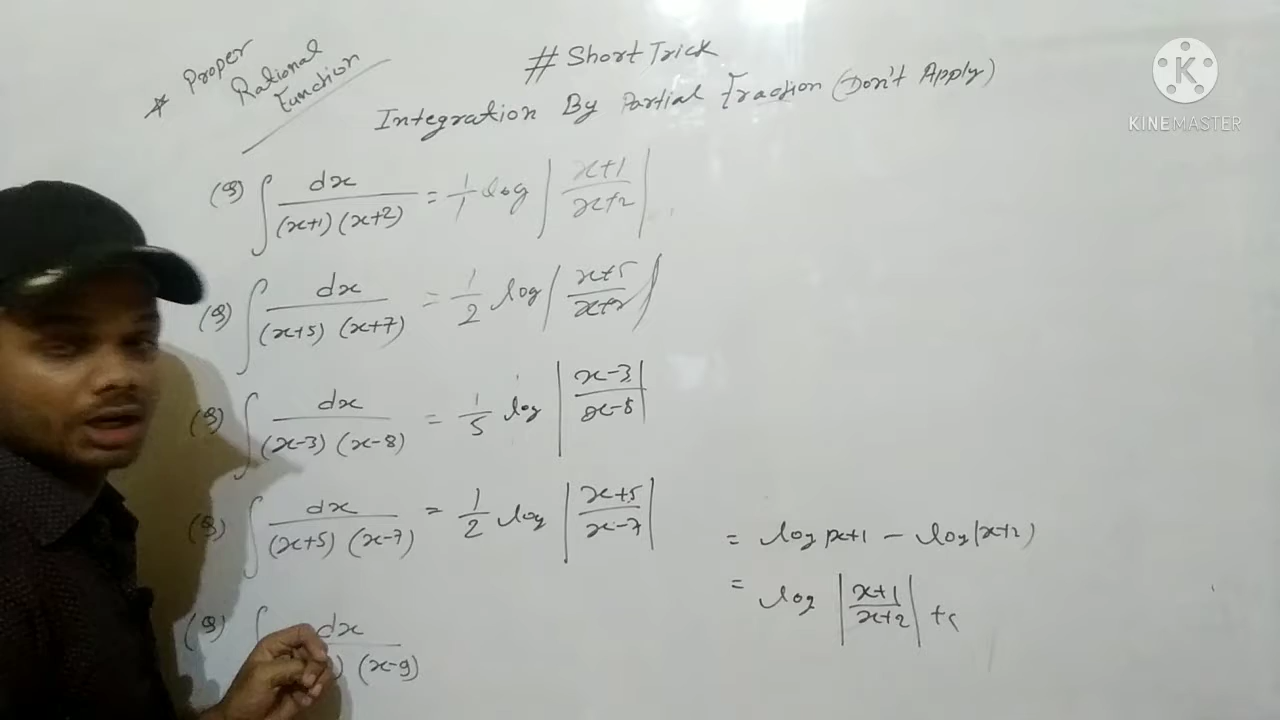 * Proper
Rational
Function
# Short Trick
Integration By Partial Fraction (Don't Apply)
KINEMASTER
(Q) ∫ dx / (x+1) (x+2) = 1/1 log | x+1 / x+2 |
(Q) ∫ dx / (x+5) (x+7) = 1/2 log | x+5 / x+7 |
(Q) ∫ dx / (x-3) (x-8) = 1/5 log | x-3 / x-8 |
(Q) ∫ dx / (x+5) (x-7) = 1/2 log | x+5 / x-7 |
= log |x+1 - log |x+2)
= log | x+1 / x+2 | + c
(Q) ∫ dx / ) (x-9)